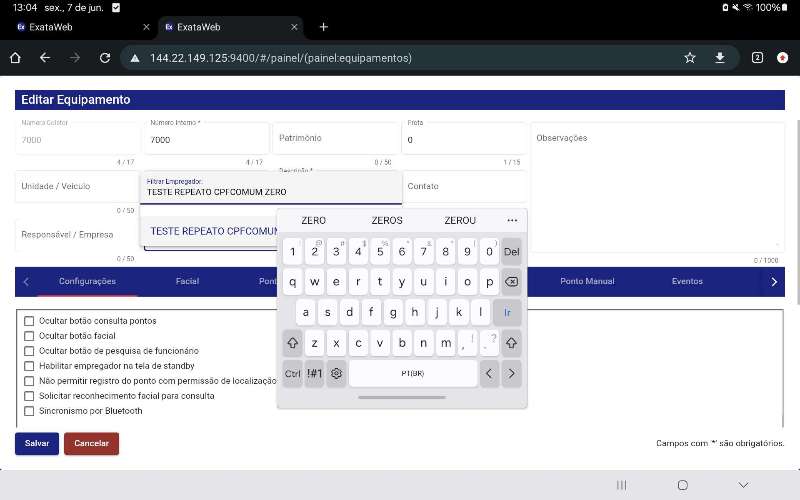 13:04 sex., 7 de jun. 100%
ExataWeb
ExataWeb
144.22.149.125:9400/#/painel/(painel:equipamentos)
2
Editar Equipamento
Número Coletor
7000
4 / 17
Número Interno *
7000
4 / 17
Patrimônio
0 / 50
Frota
0
1 / 15
Observações
0 / 1000
Unidade / Veículo
0 / 50
Filtrar Empregador.
TESTE REPEATO CPFCOMUM ZERO
Descrição *
Contato
TESTE REPEATO CPFCOMUM
Responsável / Empresa
0 / 50
ZERO ZEROS ZEROU ...
1 2 3 4 5 6 7 8 9 0 Del
q w e r t y u i o p
a s d f g h j k l Ir
z x c v b n m , ! . ?
Ctrl !#1 PT(BR)
Configurações Facial Pont Ponto Manual Eventos
Ocultar botão consulta pontos
Ocultar botão facial
Ocultar botão de pesquisa de funcionário
Habilitar empregador na tela de standby
Não permitir registro do ponto com permissão de localização
Solicitar reconhecimento facial para consulta
Sincronismo por Bluetooth
Salvar Cancelar
Campos com '*' são obrigatórios.